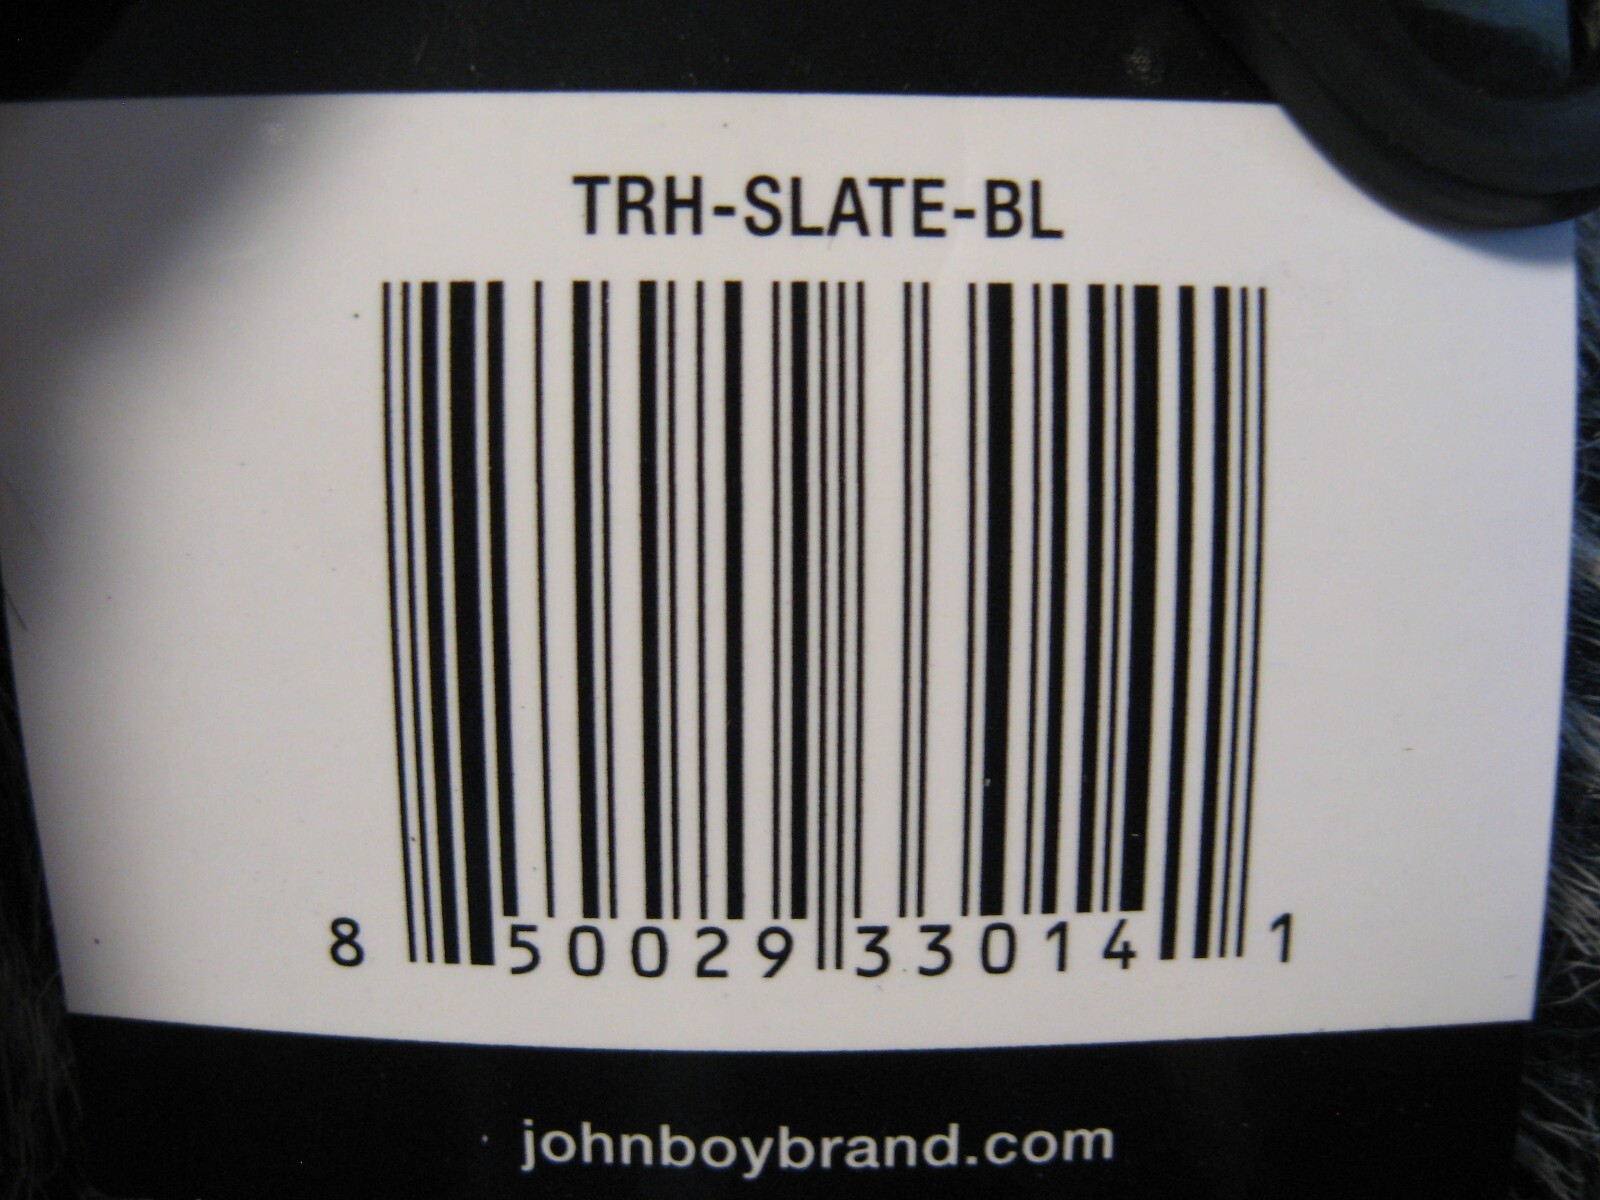 TRH-SLATE-BL
8 50029 33014 1
johnboybrand.com